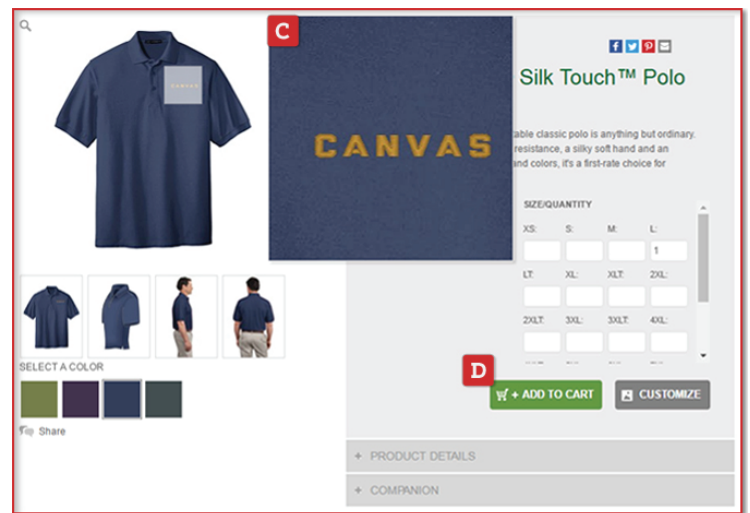 C
CANVAS
CANVAS
Silk Touch™ Polo
able classic polo is anything but ordinary.
resistance, a silky soft hand and an
and colors, it's a first-rate choice for
SIZE/QUANTITY
XS: S: M: L:
1
LT: XL: XLT: 2XL:
2XLT: 3XL: 3XLT: 4XL:
SELECT A COLOR
Share
D
+ ADD TO CART
CUSTOMIZE
+ PRODUCT DETAILS
+ COMPANION